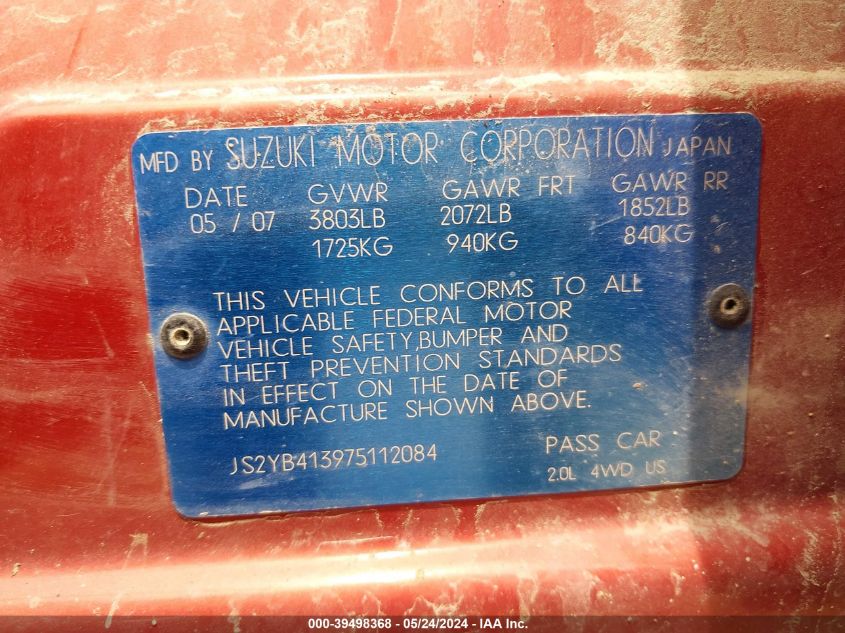 MFD BY SUZUKI MOTOR CORPORATION JAPAN
DATE GVWR GAWR FRT GAWR RR
05 / 07 3803LB 2072LB 1852LB
1725KG 940KG 840KG
THIS VEHICLE CONFORMS TO ALL
APPLICABLE FEDERAL MOTOR
VEHICLE SAFETY,BUMPER AND
THEFT PREVENTION STANDARDS
IN EFFECT ON THE DATE OF
MANUFACTURE SHOWN ABOVE.
JS2YB413975112084 PASS CAR
2.0L 4WD US
000-39498368 - 05/24/2024 - IAA Inc.